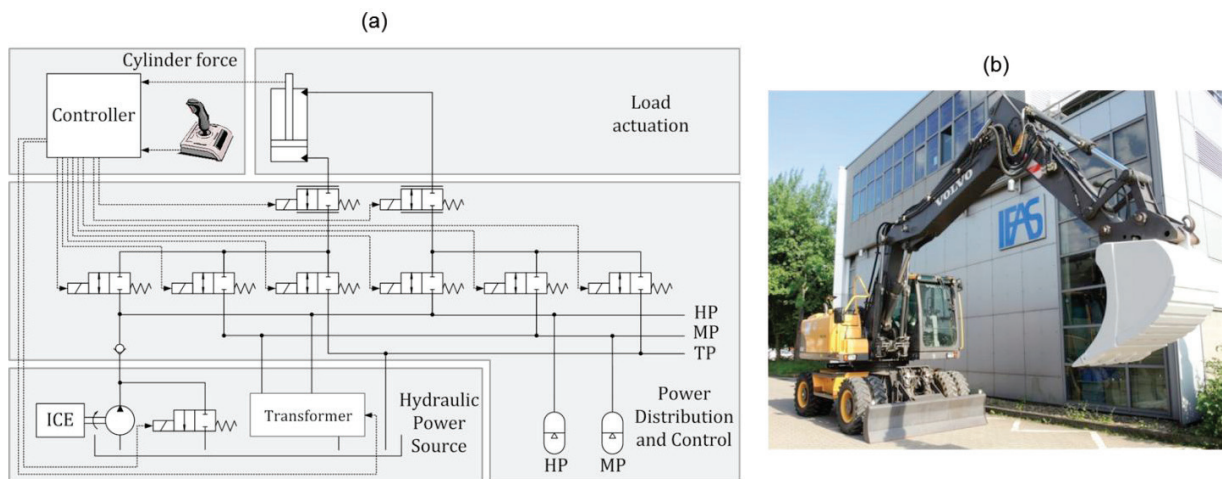 (a)
Cylinder force
Controller
Load
actuation
HP
MP
TP
ICE
Transformer
Hydraulic
Power
Source
Power
Distribution
and Control
HP
MP
(b)
VOLVO
IFAS